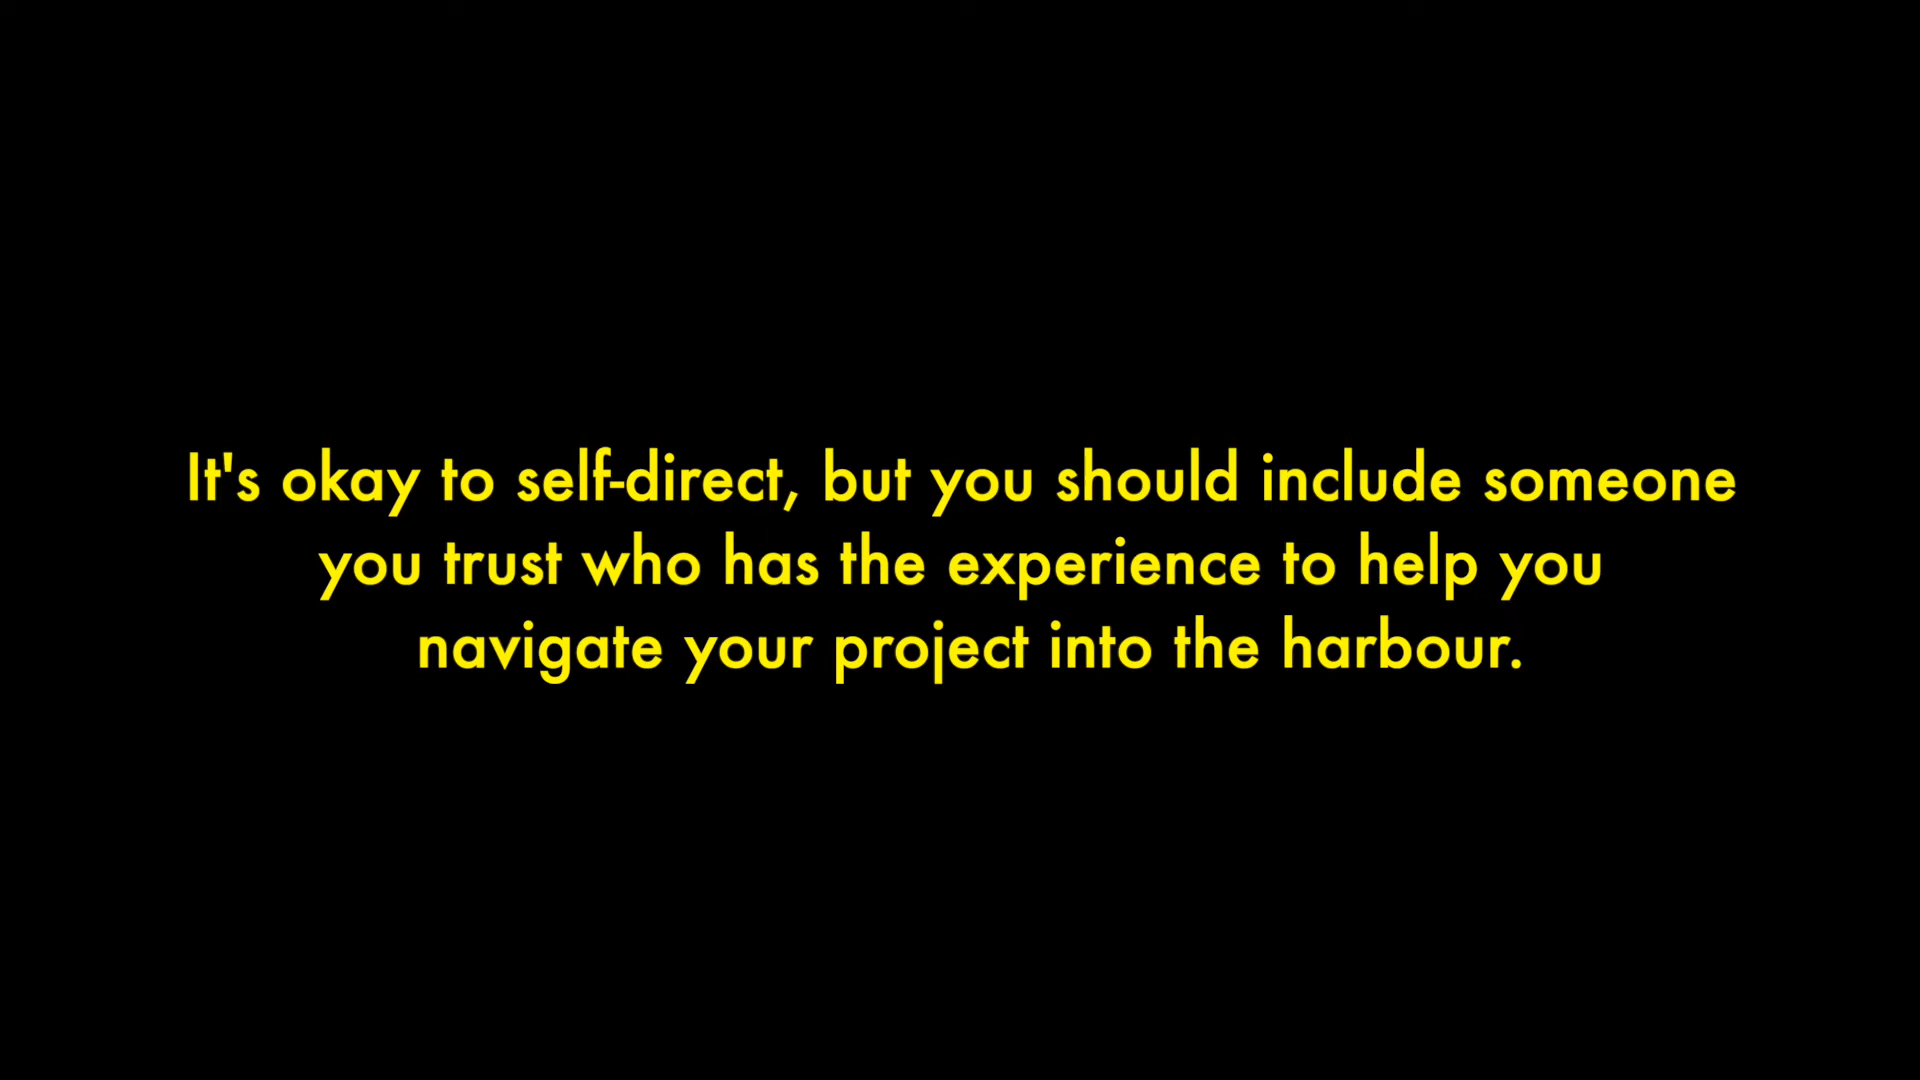 It's okay to self-direct, but you should include someone
you trust who has the experience to help you
navigate your project into the harbour.